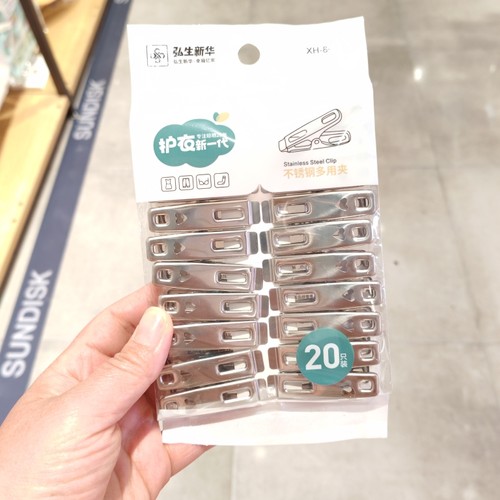 弘生新华
弘生新华 幸福忆家
XH-6
护衣新一代
Stainless Steel Clip
不锈钢多用夹
20只装
SUNDISK
SUNDISK